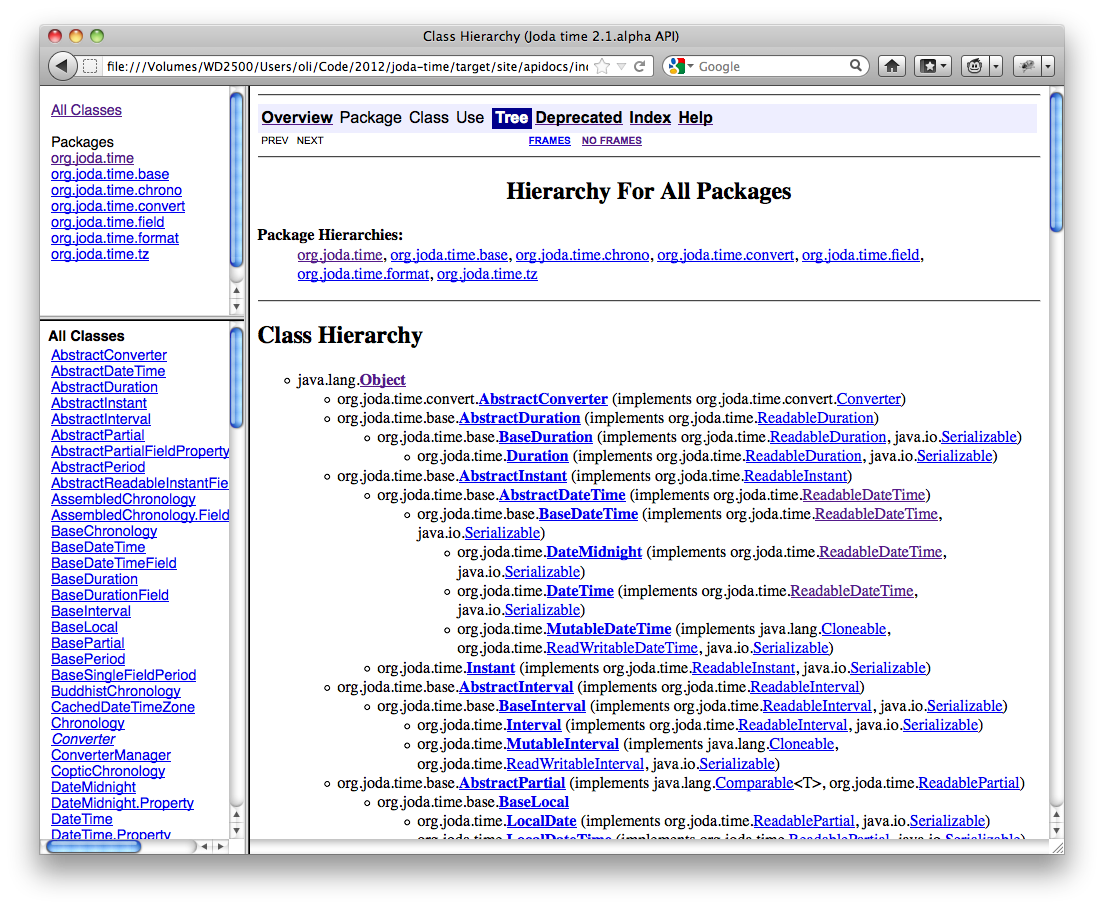 Class Hierarchy (Joda time 2.1.alpha API)
file:///Volumes/WD2500/Users/oli/Code/2012/joda-time/target/site/apidocs/in
Google
All Classes
Packages
org.joda.time
org.joda.time.base
org.joda.time.chrono
org.joda.time.convert
org.joda.time.field
org.joda.time.format
org.joda.time.tz
All Classes
AbstractConverter
AbstractDateTime
AbstractDuration
AbstractInstant
AbstractInterval
AbstractPartial
AbstractPartialFieldProperty
AbstractPeriod
AbstractReadableInstantFie
AssembledChronology
AssembledChronology.Field
BaseChronology
BaseDateTime
BaseDateTimeField
BaseDuration
BaseDurationField
BaseInterval
BaseLocal
BasePartial
BasePeriod
BaseSingleFieldPeriod
BuddhistChronology
CachedDateTimeZone
Chronology
Converter
ConverterManager
CopticChronology
DateMidnight
DateMidnight.Property
DateTime
DateTime.Property
Overview Package Class Use Tree Deprecated Index Help
PREV NEXT FRAMES NO FRAMES
Hierarchy For All Packages
Package Hierarchies:
org.joda.time, org.joda.time.base, org.joda.time.chrono, org.joda.time.convert, org.joda.time.field,
org.joda.time.format, org.joda.time.tz
Class Hierarchy
java.lang.Object
org.joda.time.convert.AbstractConverter (implements org.joda.time.convert.Converter)
org.joda.time.base.AbstractDuration (implements org.joda.time.ReadableDuration)
org.joda.time.base.BaseDuration (implements org.joda.time.ReadableDuration, java.io.Serializable)
org.joda.time.Duration (implements org.joda.time.ReadableDuration, java.io.Serializable)
org.joda.time.base.AbstractInstant (implements org.joda.time.ReadableInstant)
org.joda.time.base.AbstractDateTime (implements org.joda.time.ReadableDateTime)
org.joda.time.base.BaseDateTime (implements org.joda.time.ReadableDateTime,
java.io.Serializable)
org.joda.time.DateMidnight (implements org.joda.time.ReadableDateTime,
java.io.Serializable)
org.joda.time.DateTime (implements org.joda.time.ReadableDateTime,
java.io.Serializable)
org.joda.time.MutableDateTime (implements java.lang.Cloneable,
org.joda.time.ReadWritableDateTime, java.io.Serializable)
org.joda.time.Instant (implements org.joda.time.ReadableInstant, java.io.Serializable)
org.joda.time.base.AbstractInterval (implements org.joda.time.ReadableInterval)
org.joda.time.base.BaseInterval (implements org.joda.time.ReadableInterval, java.io.Serializable)
org.joda.time.Interval (implements org.joda.time.ReadableInterval, java.io.Serializable)
org.joda.time.MutableInterval (implements java.lang.Cloneable,
org.joda.time.ReadWritableInterval, java.io.Serializable)
org.joda.time.base.AbstractPartial (implements java.lang.Comparable<T>, org.joda.time.ReadablePartial)
org.joda.time.base.BaseLocal
org.joda.time.LocalDate (implements org.joda.time.ReadablePartial, java.io.Serializable)
org.joda.time.LocalDateTime (implements org.joda.time.ReadablePartial, java.io.Serializable)